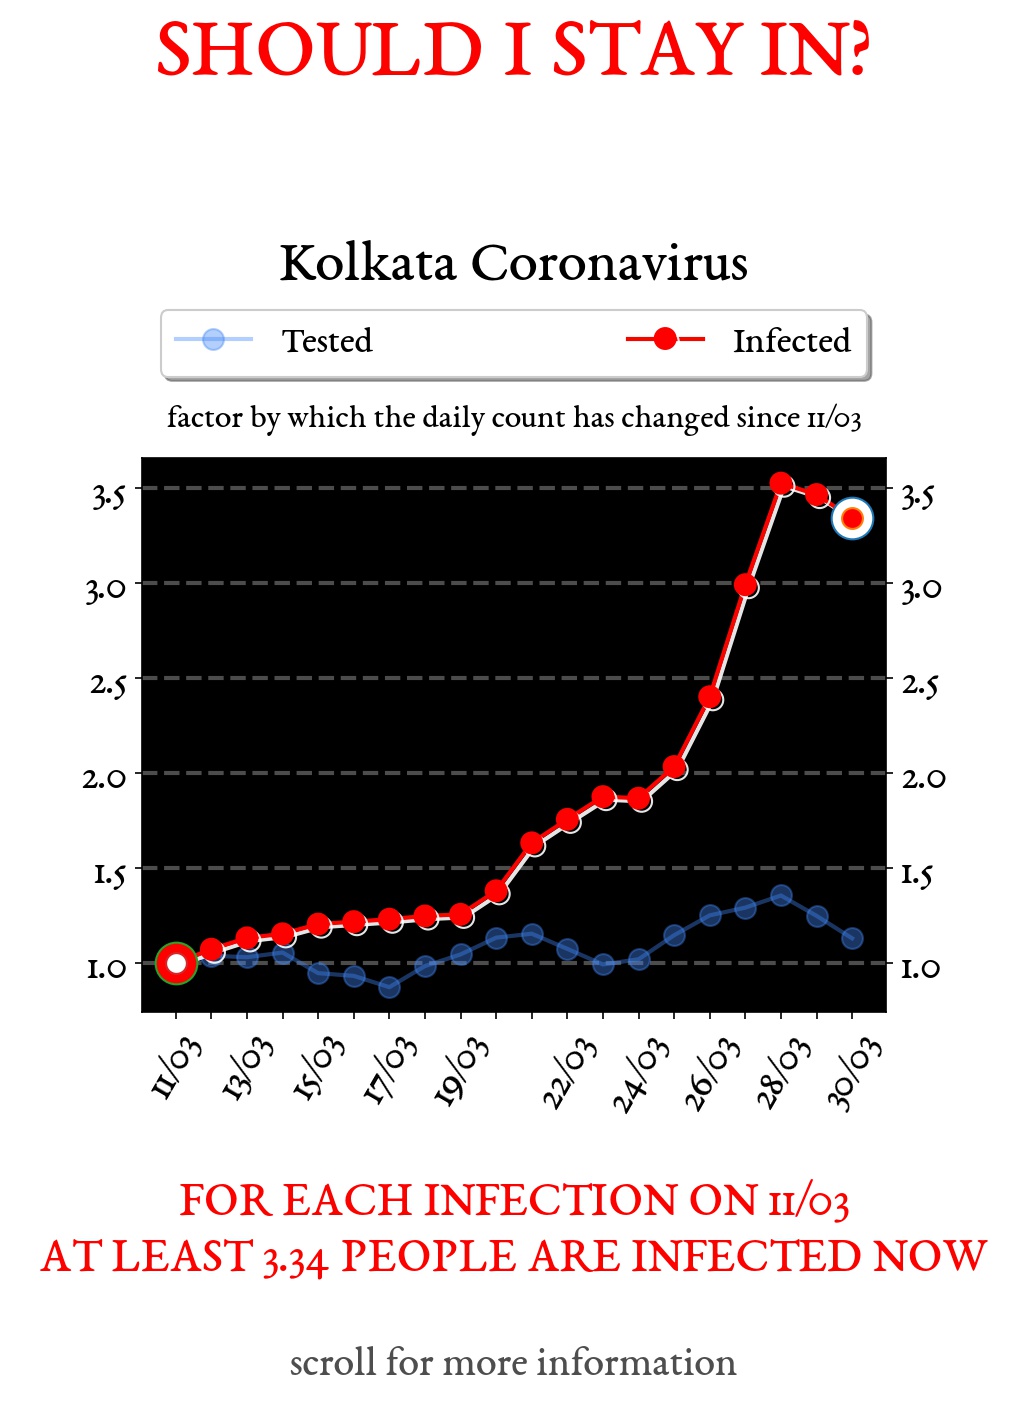 SHOULD I STAY IN?
Kolkata Coronavirus
Tested Infected
factor by which the daily count has changed since 11/03
3.5 3.5
3.0 3.0
2.5 2.5
2.0 2.0
1.5 1.5
1.0 1.0
11/03 13/03 15/03 17/03 19/03 22/03 24/03 26/03 28/03 30/03
FOR EACH INFECTION ON 11/03
AT LEAST 3.34 PEOPLE ARE INFECTED NOW
scroll for more information